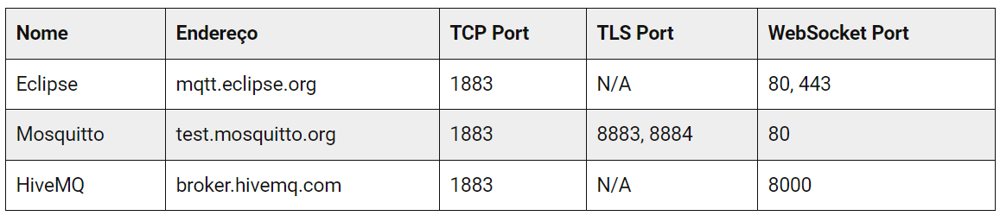 Nome Endereço TCP Port TLS Port WebSocket Port
Eclipse mqtt.eclipse.org 1883 N/A 80, 443
Mosquitto test.mosquitto.org 1883 8883, 8884 80
HiveMQ broker.hivemq.com 1883 N/A 8000